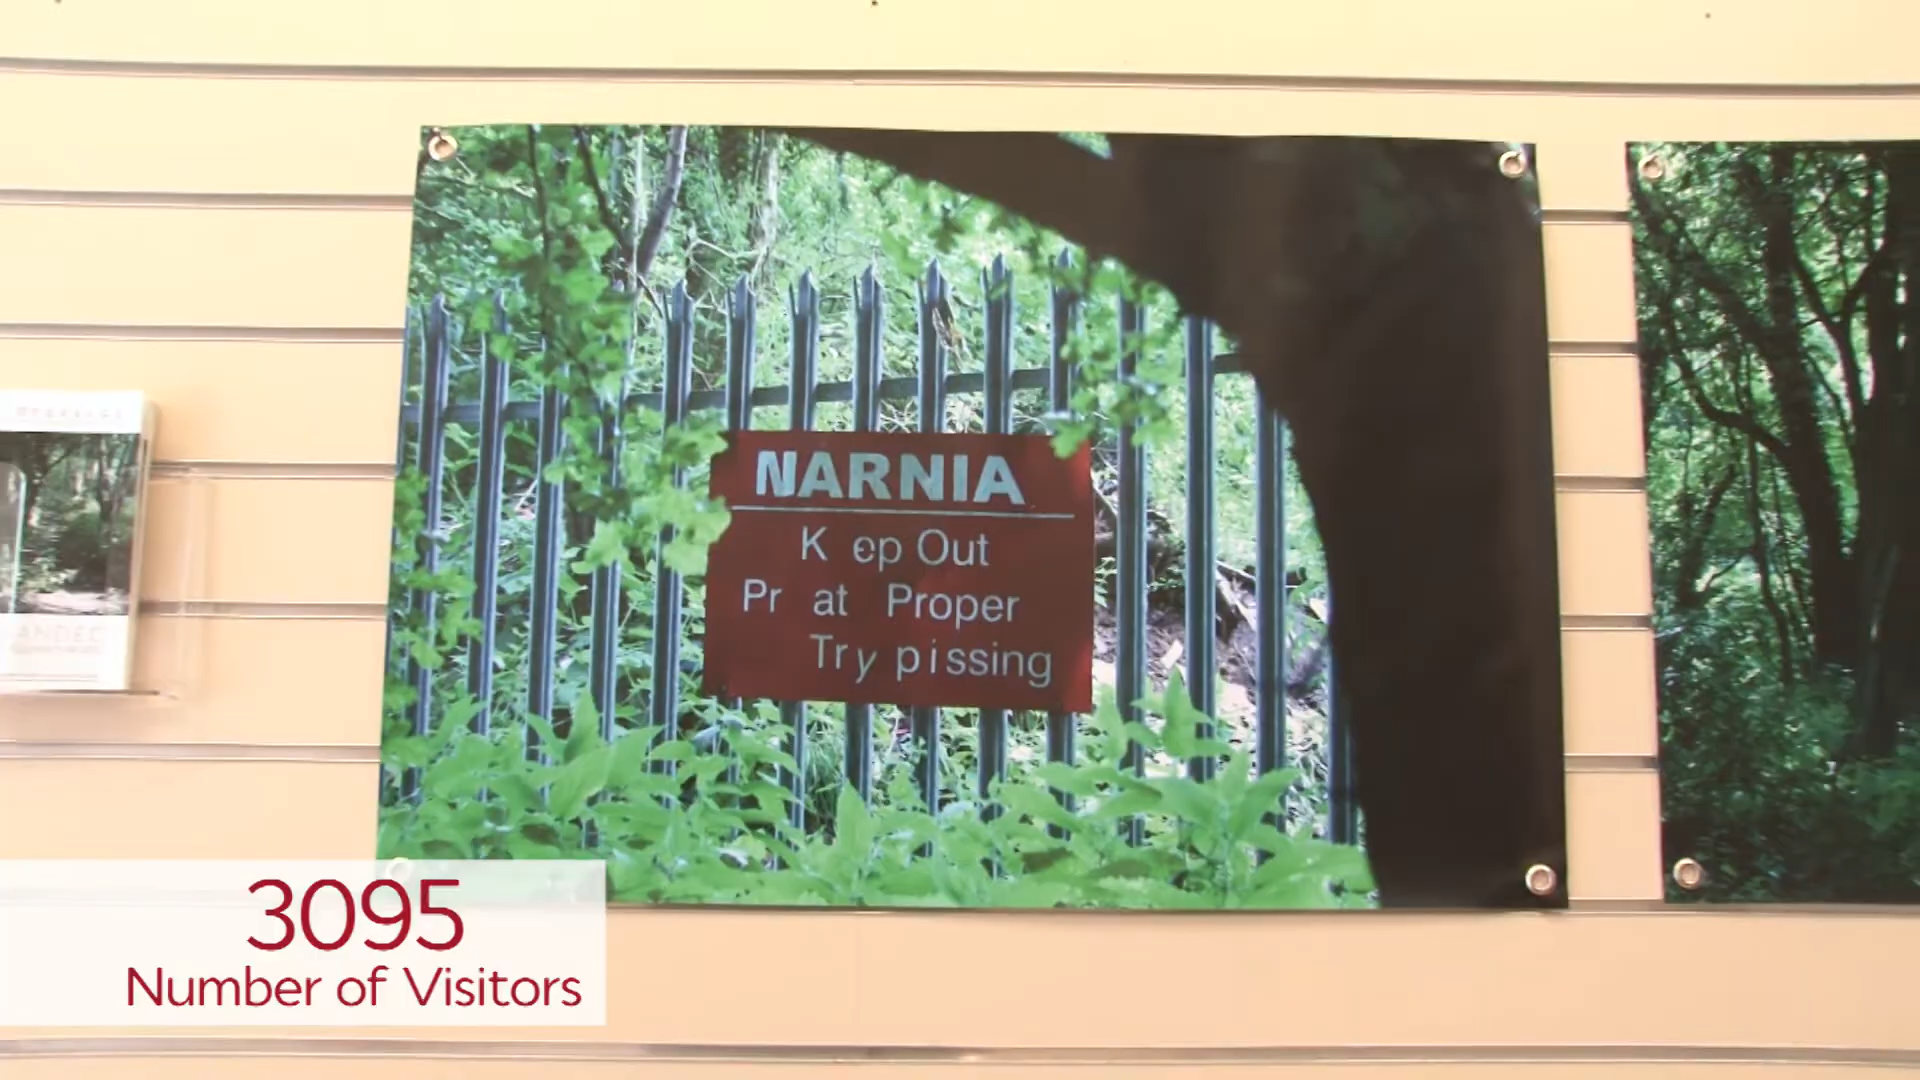 NARNIA
K ep Out
Pr at Proper
Try pissing
3095
Number of Visitors